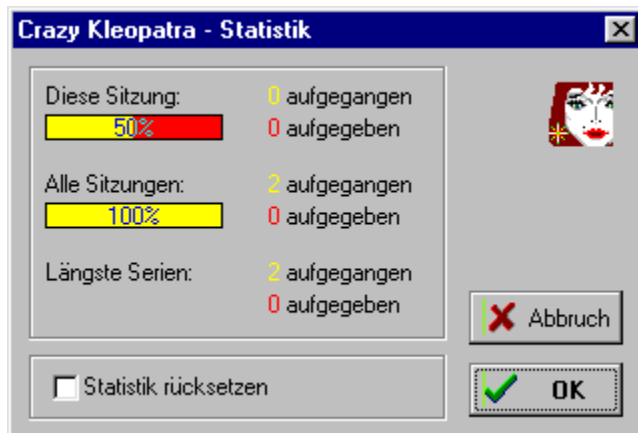 Crazy Kleopatra - Statistik
Diese Sitzung: 0 aufgegangen
50% 0 aufgegeben
Alle Sitzungen: 2 aufgegangen
100% 0 aufgegeben
Längste Serien: 2 aufgegangen
0 aufgegeben
Abbruch
Statistik rücksetzen
OK